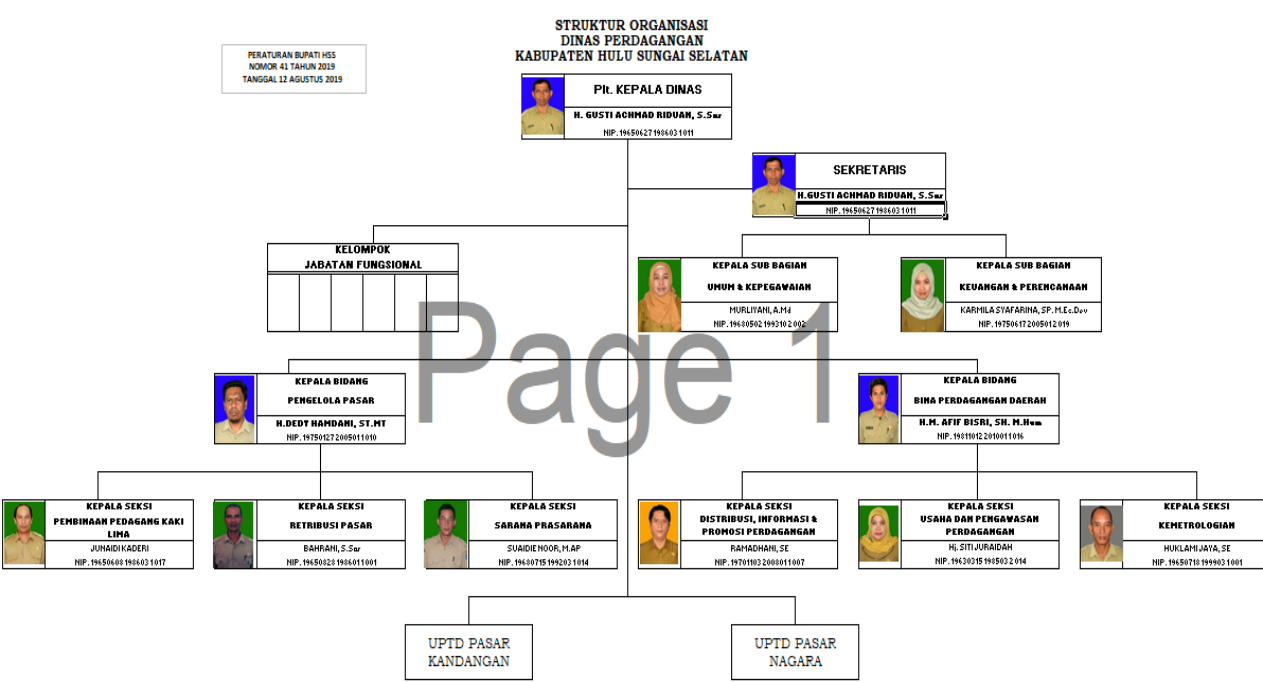 STRUKTUR ORGANISASI
DINAS PERDAGANGAN
KABUPATEN HULU SUNGAI SELATAN
PERATURAN BUPATI HSS
NOMOR 41 TAHUN 2019
TANGGAL 12 AGUSTUS 2019
Plt. KEPALA DINAS
H. GUSTI ACHMAD RIDUAN, S.Sos
NIP. 19650627 198603 1 011
SEKRETARIS
H.GUSTI ACHMAD RIDUAN, S.Sos
NIP. 19650627 198603 1 011
KELOMPOK
JABATAN FUNGSIONAL
KEPALA SUB BAGIAN
UMUM & KEPEGAWAIAN
MURLIYANI, A.Md
NIP. 19680502 199310 2 002
KEPALA SUB BAGIAN
KEUANGAN & PERENCANAAN
KARMILA SYAFARINA, SP. M.Ec.Dev
NIP. 19750617 200501 2 019
Page 1
KEPALA BIDANG
PENGELOLA PASAR
H.DEDY HAMDANI, ST.MT
NIP. 19750127 200501 1 010
KEPALA BIDANG
BINA PERDAGANGAN DAERAH
H.M. AFIF BISRI, SH. M.Hum
NIP. 19811012 201001 1 016
KEPALA SEKSI
PEMBINAAN PEDAGANG KAKI
LIMA
JUNAIDI KADERI
NIP. 19650608 198603 1 017
KEPALA SEKSI
RETRIBUSI PASAR
BAHRANI, S.Sos
NIP. 19650828 198601 1 001
KEPALA SEKSI
SARANA PRASARANA
SUAIDIE NOOR, M.AP
NIP. 19680715 199203 1 014
KEPALA SEKSI
DISTRIBUSI, INFORMASI &
PROMOSI PERDAGANGAN
RAMADHANI, SE
NIP. 19701103 200801 1 007
KEPALA SEKSI
USAHA DAN PENGAWASAN
PERDAGANGAN
Hj. SITI JURAIDAH
NIP. 19630315 198503 2 014
KEPALA SEKSI
KEMETROLOGIAN
HUKLAMI JAYA, SE
NIP. 19650718 199903 1 001
UPTD PASAR
KANDANGAN
UPTD PASAR
NAGARA